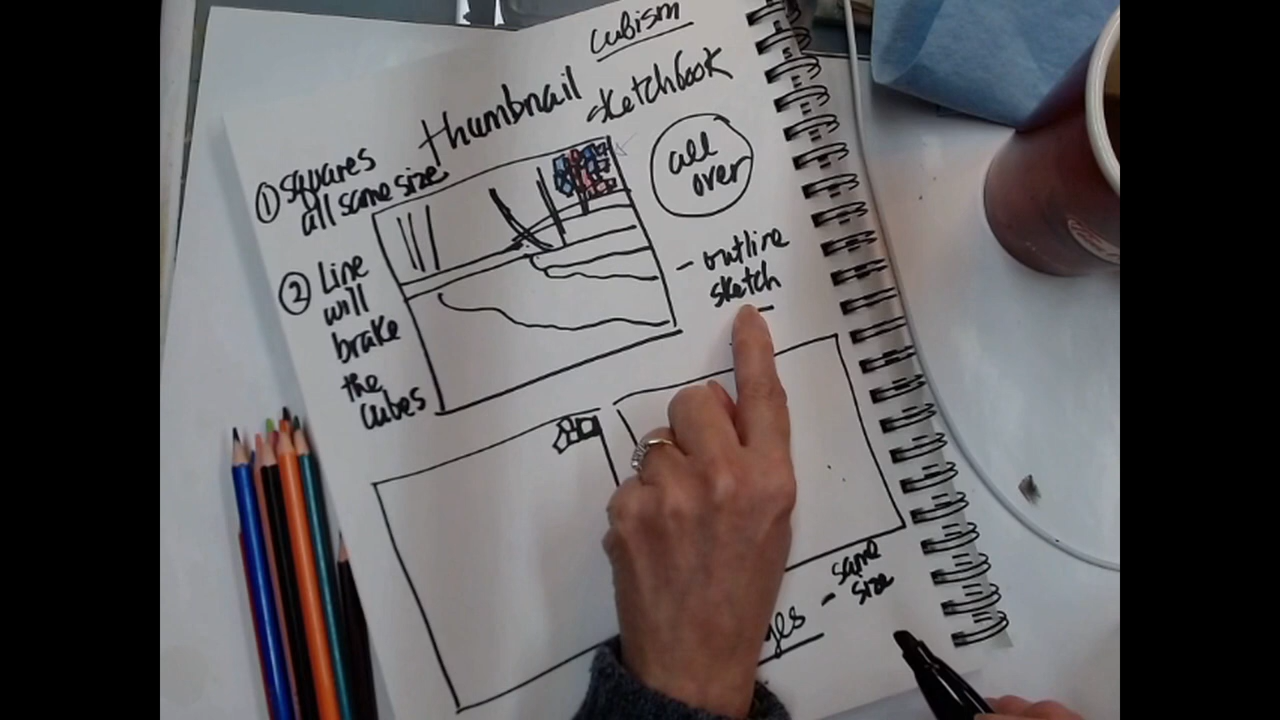 cubism
thumbnail sketchbook
① squares
all same size
② Line
will
brake
the
cubes
all
over
- outline
sketch
- same
size